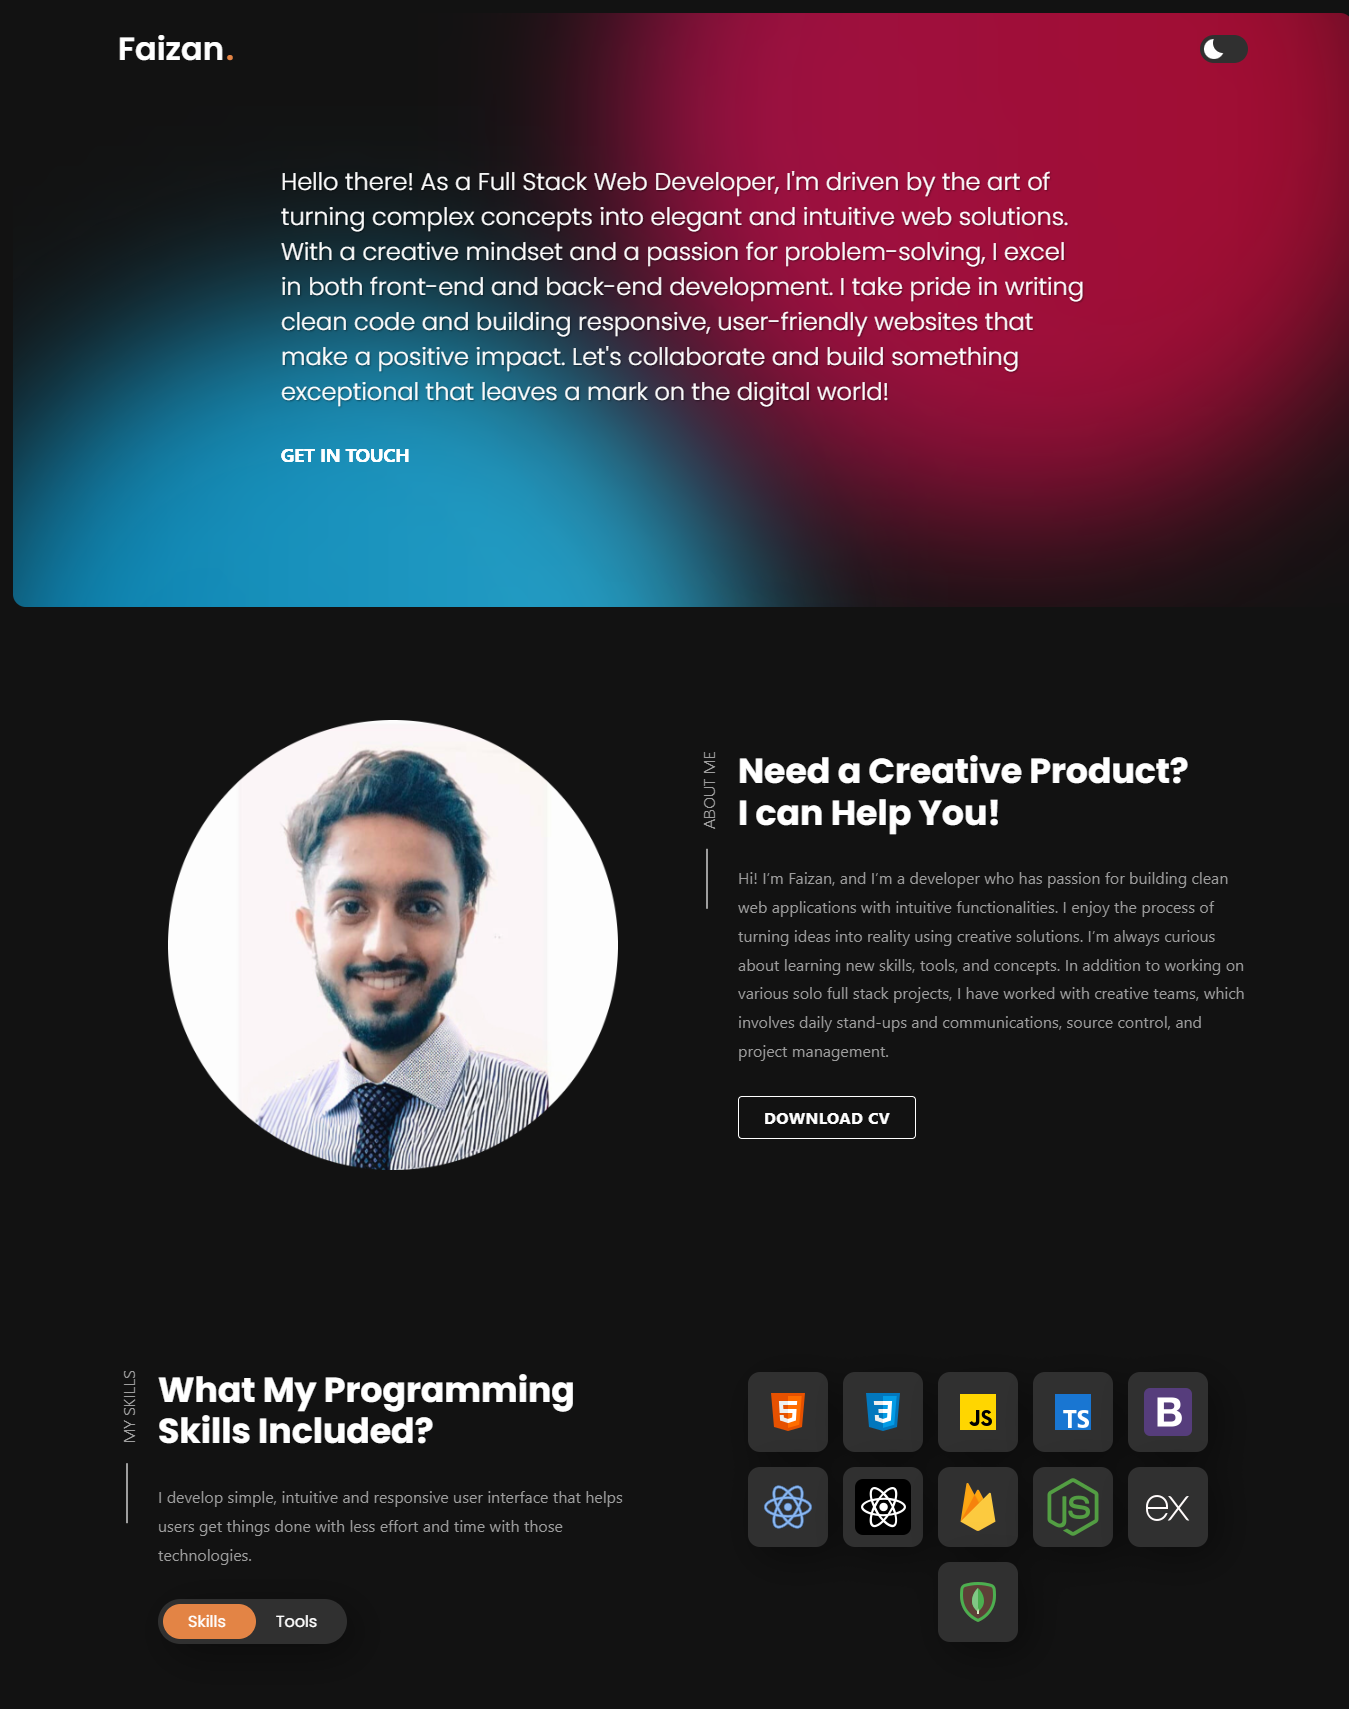 Faizan.
Hello there! As a Full Stack Web Developer, I'm driven by the art of
turning complex concepts into elegant and intuitive web solutions.
With a creative mindset and a passion for problem-solving, I excel
in both front-end and back-end development. I take pride in writing
clean code and building responsive, user-friendly websites that
make a positive impact. Let's collaborate and build something
exceptional that leaves a mark on the digital world!
GET IN TOUCH
ABOUT ME
Need a Creative Product?
I can Help You!
Hi! I'm Faizan, and I'm a developer who has passion for building clean
web applications with intuitive functionalities. I enjoy the process of
turning ideas into reality using creative solutions. I'm always curious
about learning new skills, tools, and concepts. In addition to working on
various solo full stack projects, I have worked with creative teams, which
involves daily stand-ups and communications, source control, and
project management.
DOWNLOAD CV
MY SKILLS
What My Programming
Skills Included?
I develop simple, intuitive and responsive user interface that helps
users get things done with less effort and time with those
technologies.
Skills Tools
5 3 JS TS B
JS ex